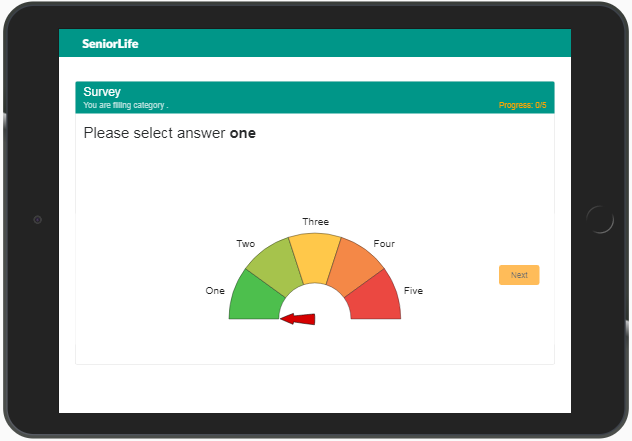 SeniorLife
Survey
You are filling category .
Progress: 0/5
Please select answer one
Three
Two
Four
One
Five
Next